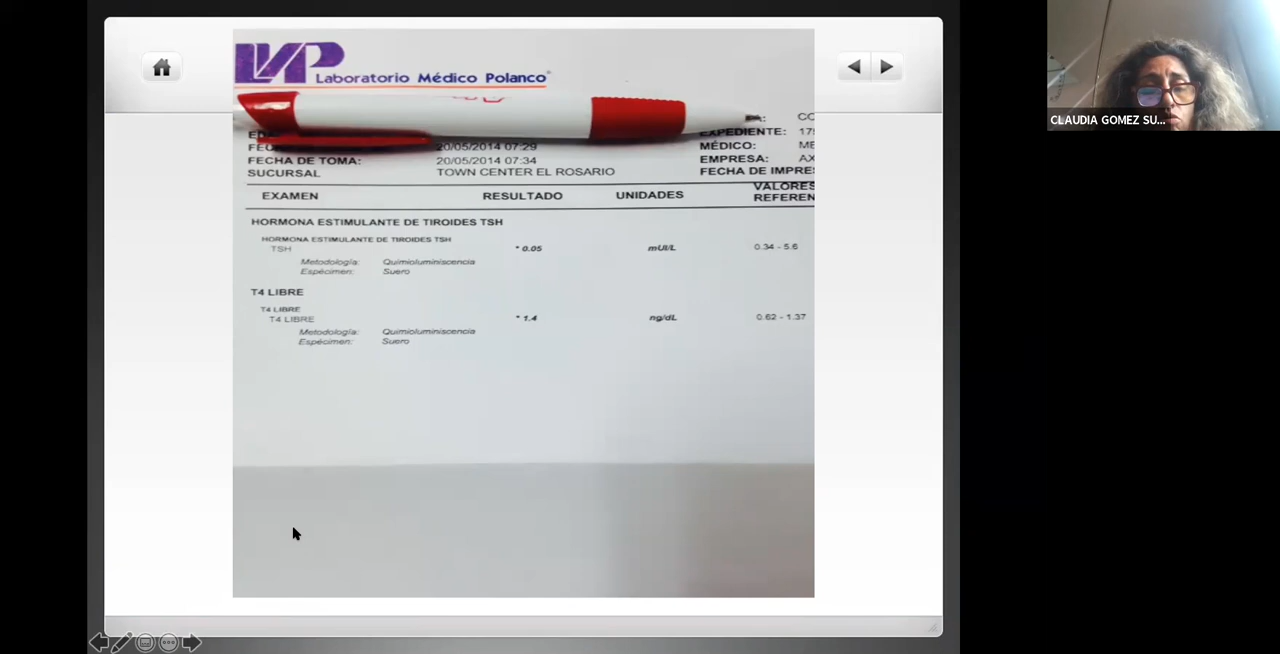 LVP Laboratorio Médico Polanco
EXPEDIENTE:
MÉDICO:
20/05/2014 07:29
FECHA DE TOMA: 20/05/2014 07:34 EMPRESA: AX
SUCURSAL TOWN CENTER EL ROSARIO FECHA DE IMPRE
EXAMEN RESULTADO UNIDADES VALORES
REFEREN
HORMONA ESTIMULANTE DE TIROIDES TSH
HORMONA ESTIMULANTE DE TIROIDES TSH
TSH * 0.05 mUI/L 0.34 - 5.6
Metodología: Quimioluminiscencia
Espécimen: Suero
T4 LIBRE
T4 LIBRE
T4 LIBRE * 1.4 ng/dL 0.62 - 1.37
Metodología: Quimioluminiscencia
Espécimen: Suero
CLAUDIA GOMEZ SU...